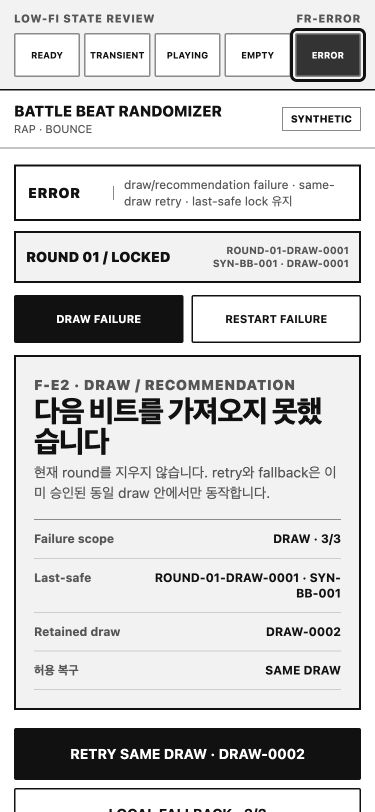 LOW-FI STATE REVIEW FR-ERROR
READY TRANSIENT PLAYING EMPTY ERROR
BATTLE BEAT RANDOMIZER
RAP · BOUNCE
SYNTHETIC
ERROR
draw/recommendation failure · same-
draw retry · last-safe lock 유지
ROUND 01 / LOCKED
ROUND-01-DRAW-0001
SYN-BB-001 · DRAW-0001
DRAW FAILURE RESTART FAILURE
F-E2 · DRAW / RECOMMENDATION
다음 비트를 가져오지 못했
습니다
현재 round를 지우지 않습니다. retry와 fallback은 이
미 승인된 동일 draw 안에서만 동작합니다.
Failure scope DRAW · 3/3
Last-safe ROUND-01-DRAW-0001 · SYN-
BB-001
Retained draw DRAW-0002
허용 복구 SAME DRAW
RETRY SAME DRAW · DRAW-0002
LOCAL FALLBACK